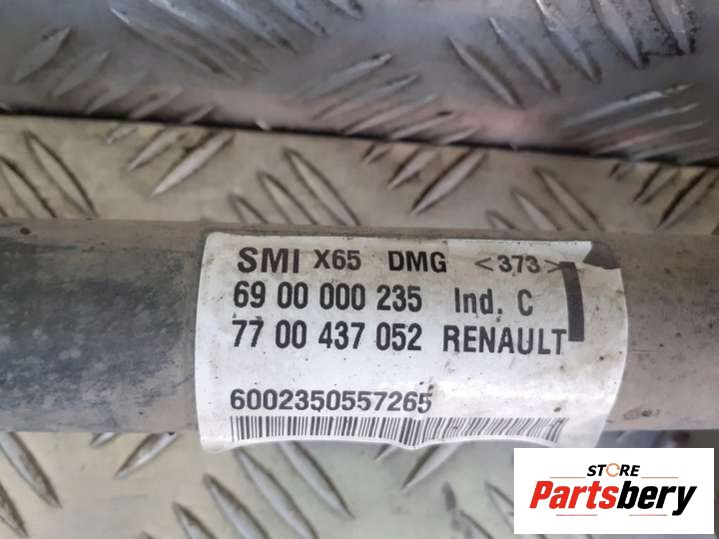 SMI X65 DMG <373>
69 00 000 235 Ind. C
77 00 437 052 RENAULT
6002350557265
STORE
Partsbery